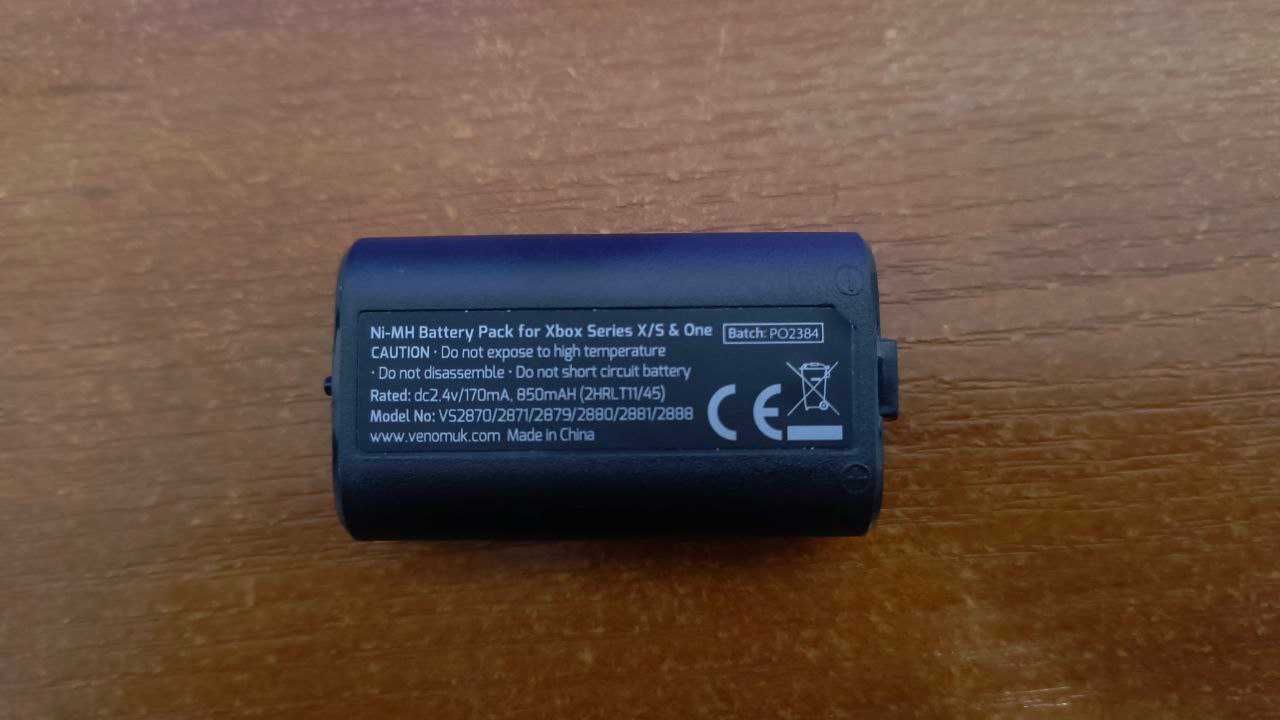 Ni-MH Battery Pack for Xbox Series X/S & One
Batch: PO2384
CAUTION · Do not expose to high temperature
· Do not disassemble · Do not short circuit battery
Rated: dc2.4v/170mA, 850mAH (2HRLT11/45)
Model No: VS2870/2871/2879/2880/2881/2888
www.venomuk.com Made in China
CE